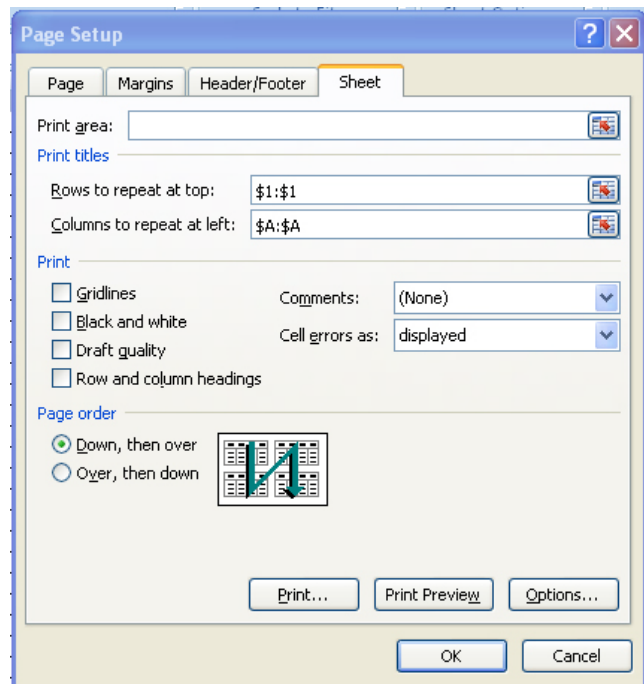 Page Setup
Page Margins Header/Footer Sheet
Print area:
Print titles
Rows to repeat at top: $1:$1
Columns to repeat at left: $A:$A
Print
Gridlines
Comments: (None)
Black and white
Cell errors as: displayed
Draft quality
Row and column headings
Page order
Down, then over
Over, then down
Print... Print Preview Options...
OK Cancel